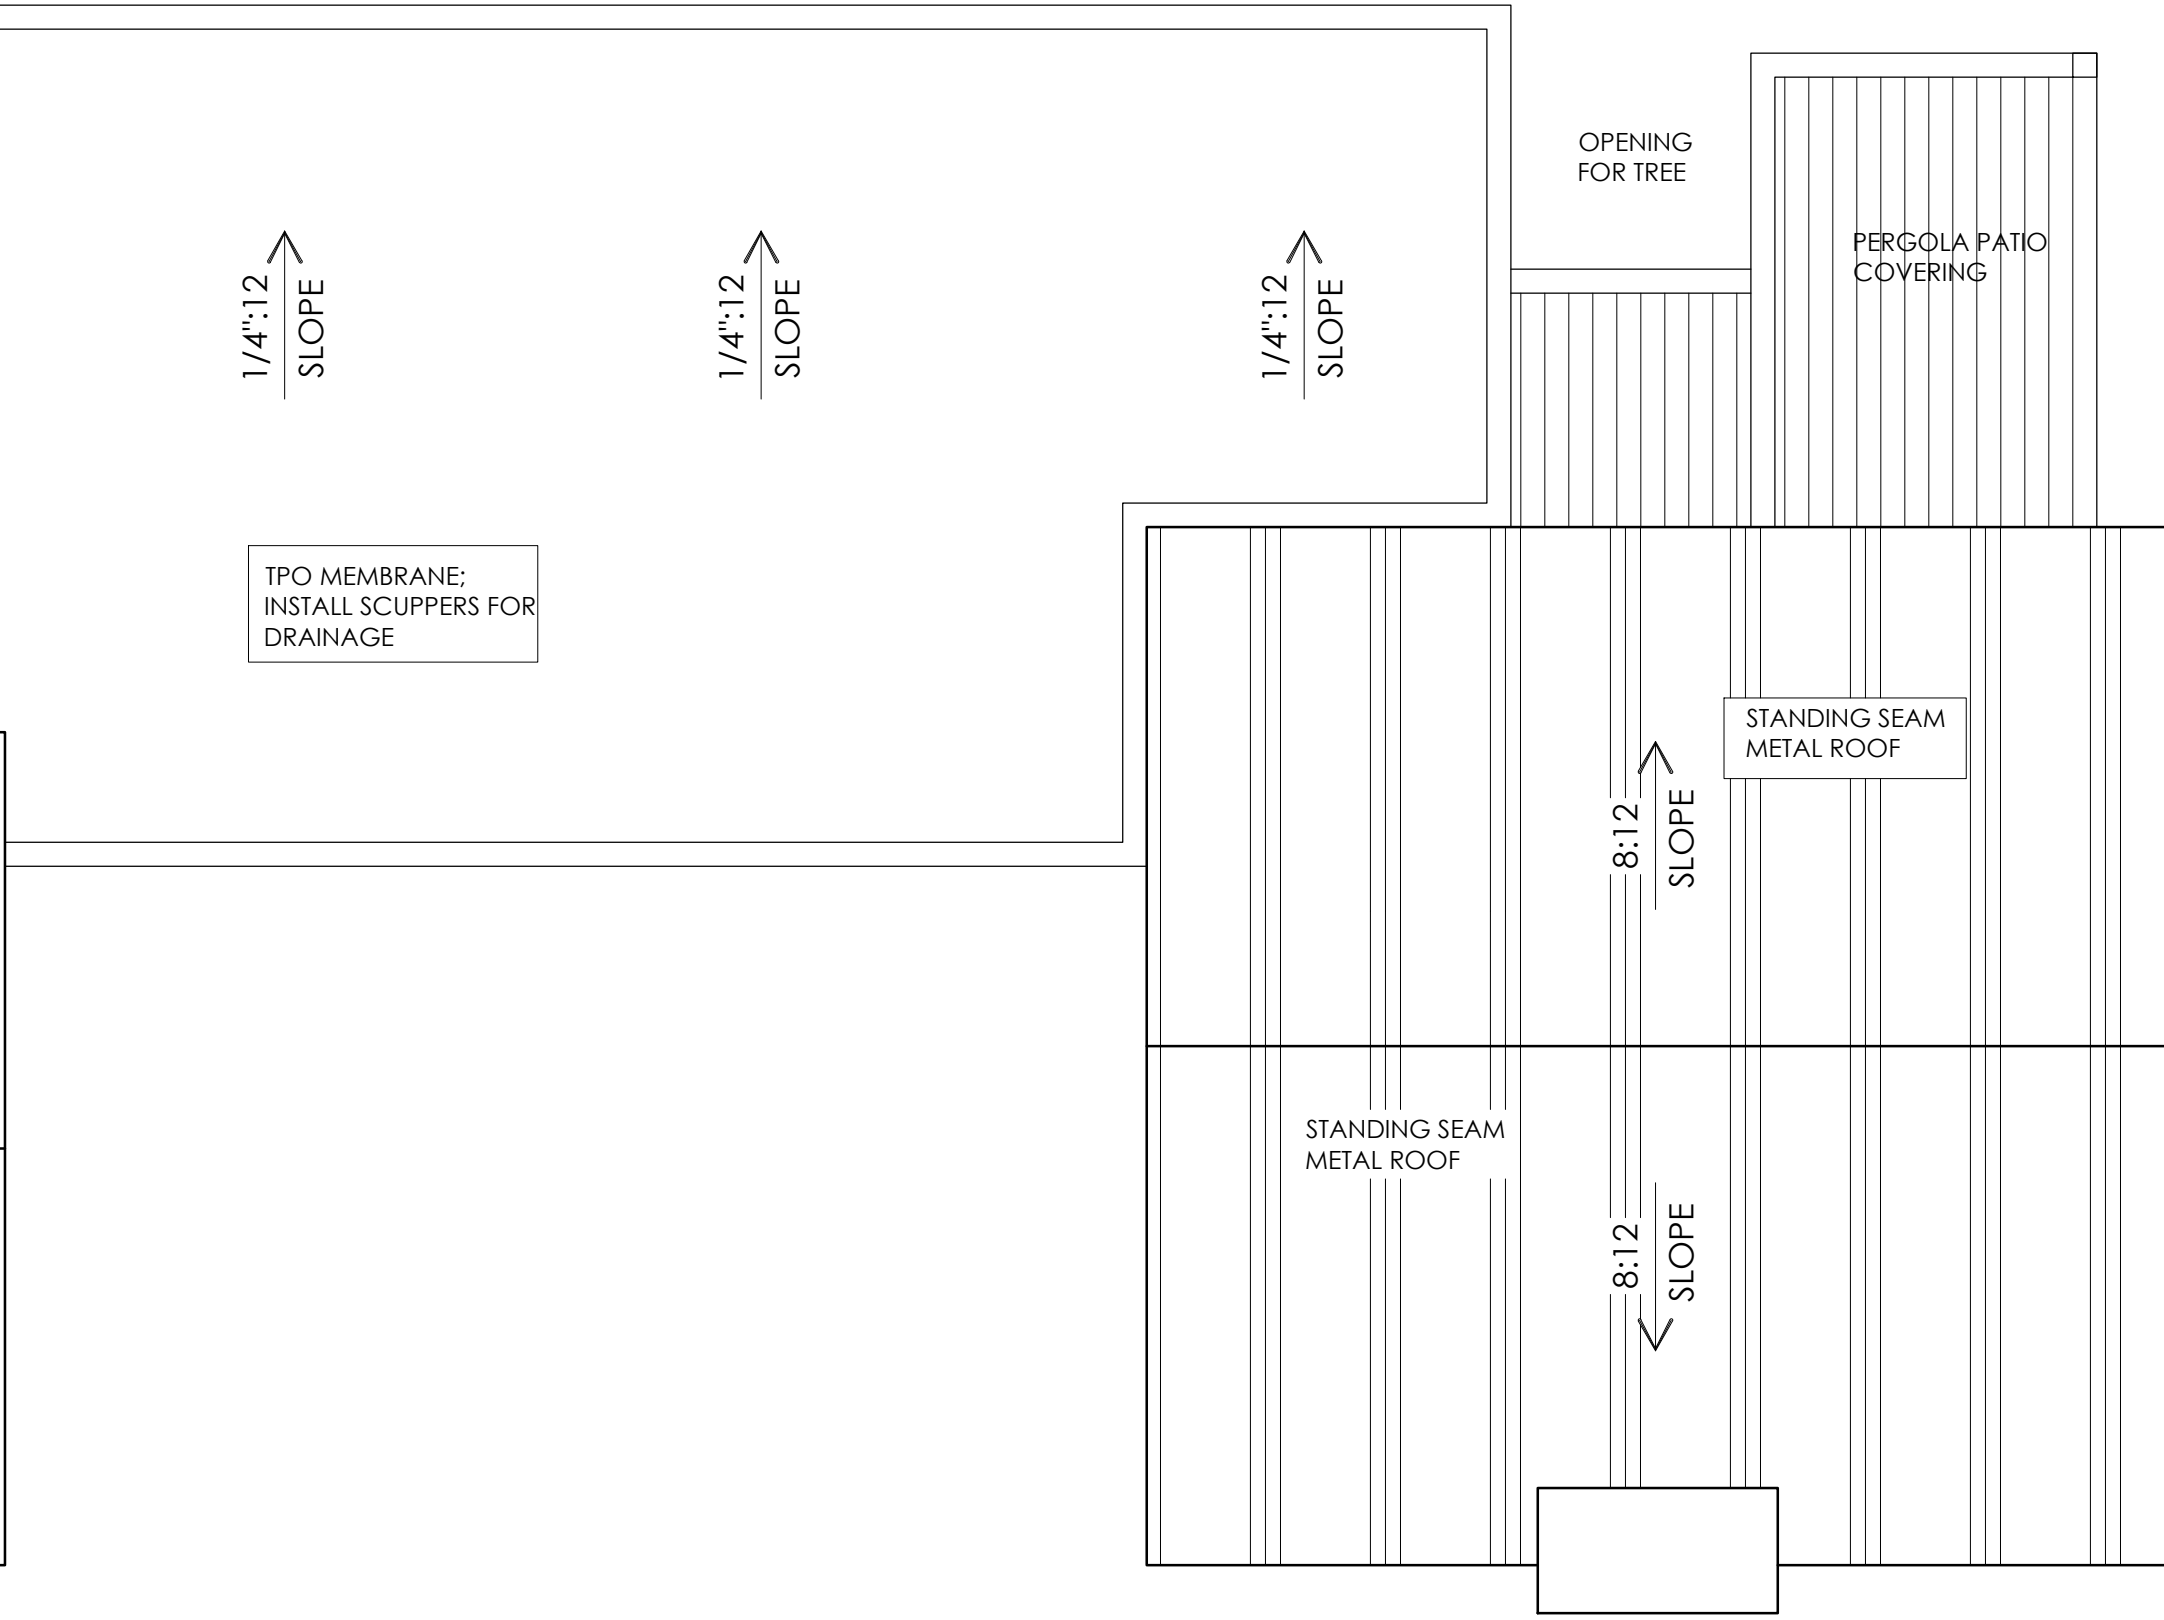 OPENING
FOR TREE
PERGOLA PATIO
COVERING
1/4":12
SLOPE
1/4":12
SLOPE
1/4":12
SLOPE
TPO MEMBRANE;
INSTALL SCUPPERS FOR
DRAINAGE
STANDING SEAM
METAL ROOF
8:12
SLOPE
STANDING SEAM
METAL ROOF
8:12
SLOPE